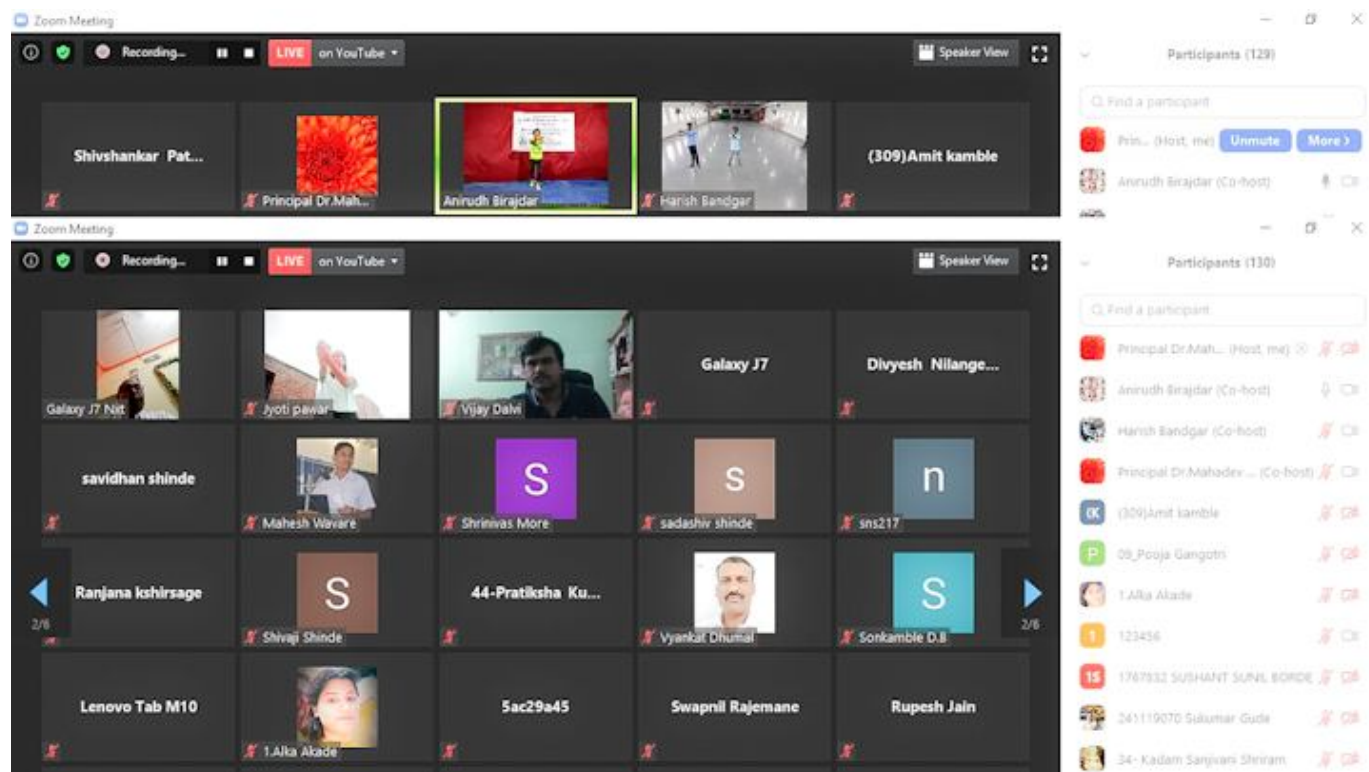 Zoom Meeting
Recording...
LIVE on YouTube
Speaker View
Participants (129)
Find a participant
Prin... (Host, me) Unmute More >
Anirudh Birajdar (Co-host)
Shivshankar Pat...
Principal Dr.Mah...
Anirudh Birajdar
Harish Bandgar
(309)Amit kamble
Zoom Meeting
Recording...
LIVE on YouTube
Speaker View
Participants (130)
Find a participant
Galaxy J7 Nxt
Jyoti pawar
Vijay Dalvi
Galaxy J7
Divyesh Nilange...
savidhan shinde
Mahesh Wavare
S
Shrinivas More
s
sadashiv shinde
n
sns217
Ranjana kshirsage
S
Shivaji Shinde
44-Pratiksha Ku...
Vyankat Dhumal
S
Sonkamble D.B
2/6
2/6
Lenovo Tab M10
1.Alka Akade
5ac29a45
Swapnil Rajemane
Rupesh Jain
Principal Dr.Mah... (Host, me)
Anirudh Birajdar (Co-host)
Harish Bandgar (Co-host)
Principal Dr.Mahadev ... (Co-host)
(K (309)Amit kamble
P 09_Pooja Gangotri
1.Alka Akade
1 123456
1S 1767932 SUSHANT SUNIL BORDE
241119070 Sukumar Gude
34- Kadam Sanjivani Shriram